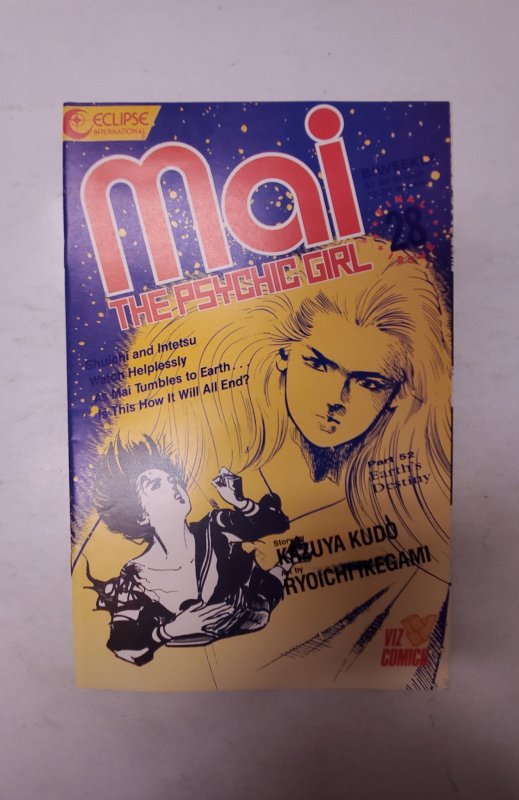 ECLIPSE
INTERNATIONAL
mai
THE PSYCHIC GIRL
FINAL
28
Shuichi and Intetsu
Watch Helplessly
as Mai Tumbles to Earth . . .
Is This How It Will All End?
Part 52
Earth's
Destiny
Story by
KAZUYA KUDO
Art by
RYOICHI IKEGAMI
VIZ
COMICS